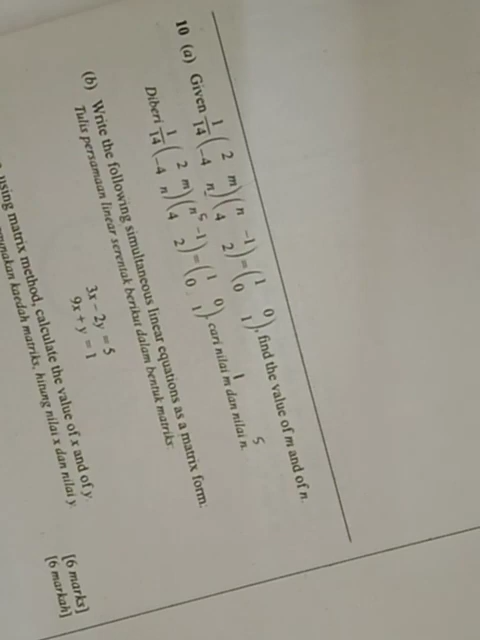 10 (a) Given 1/14 ( 2 m ; -4 n ) ( n -1 ; 4 2 ) = ( 1 0 ; 0 1 ), find the value of m and of n.
1 5
Diberi 1/14 ( 2 m ; -4 n ) ( n -1 ; 4 2 ) = ( 1 0 ; 0 1 ), cari nilai m dan nilai n.
5
(b) Write the following simultaneous linear equations as a matrix form:
Tulis persamaan linear serentak berikut dalam bentuk matriks:
3x – 2y = 5
9x + y = 1
using matrix method, calculate the value of x and of y.
kaedah matriks, hitung nilai x dan nilai y.
[6 marks]
[6 markah]